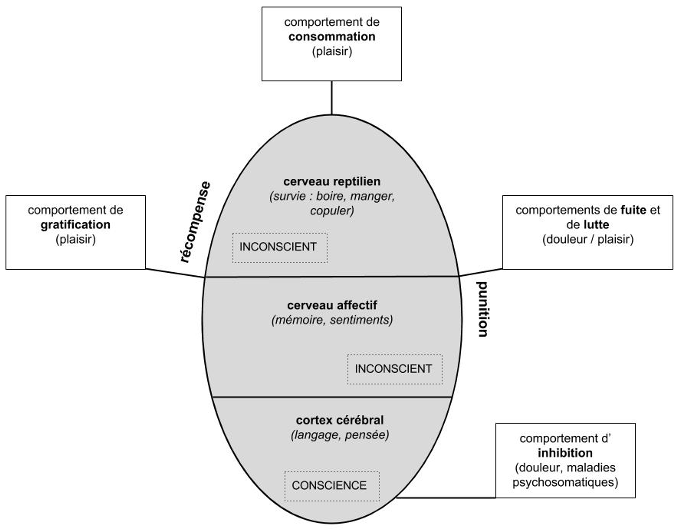 comportement de
consommation
(plaisir)
cerveau reptilien
(survie : boire, manger,
copuler)
INCONSCIENT
récompense
comportement de
gratification
(plaisir)
comportements de fuite et
de lutte
(douleur / plaisir)
punition
cerveau affectif
(mémoire, sentiments)
INCONSCIENT
cortex cérébral
(langage, pensée)
CONSCIENCE
comportement d'
inhibition
(douleur, maladies
psychosomatiques)